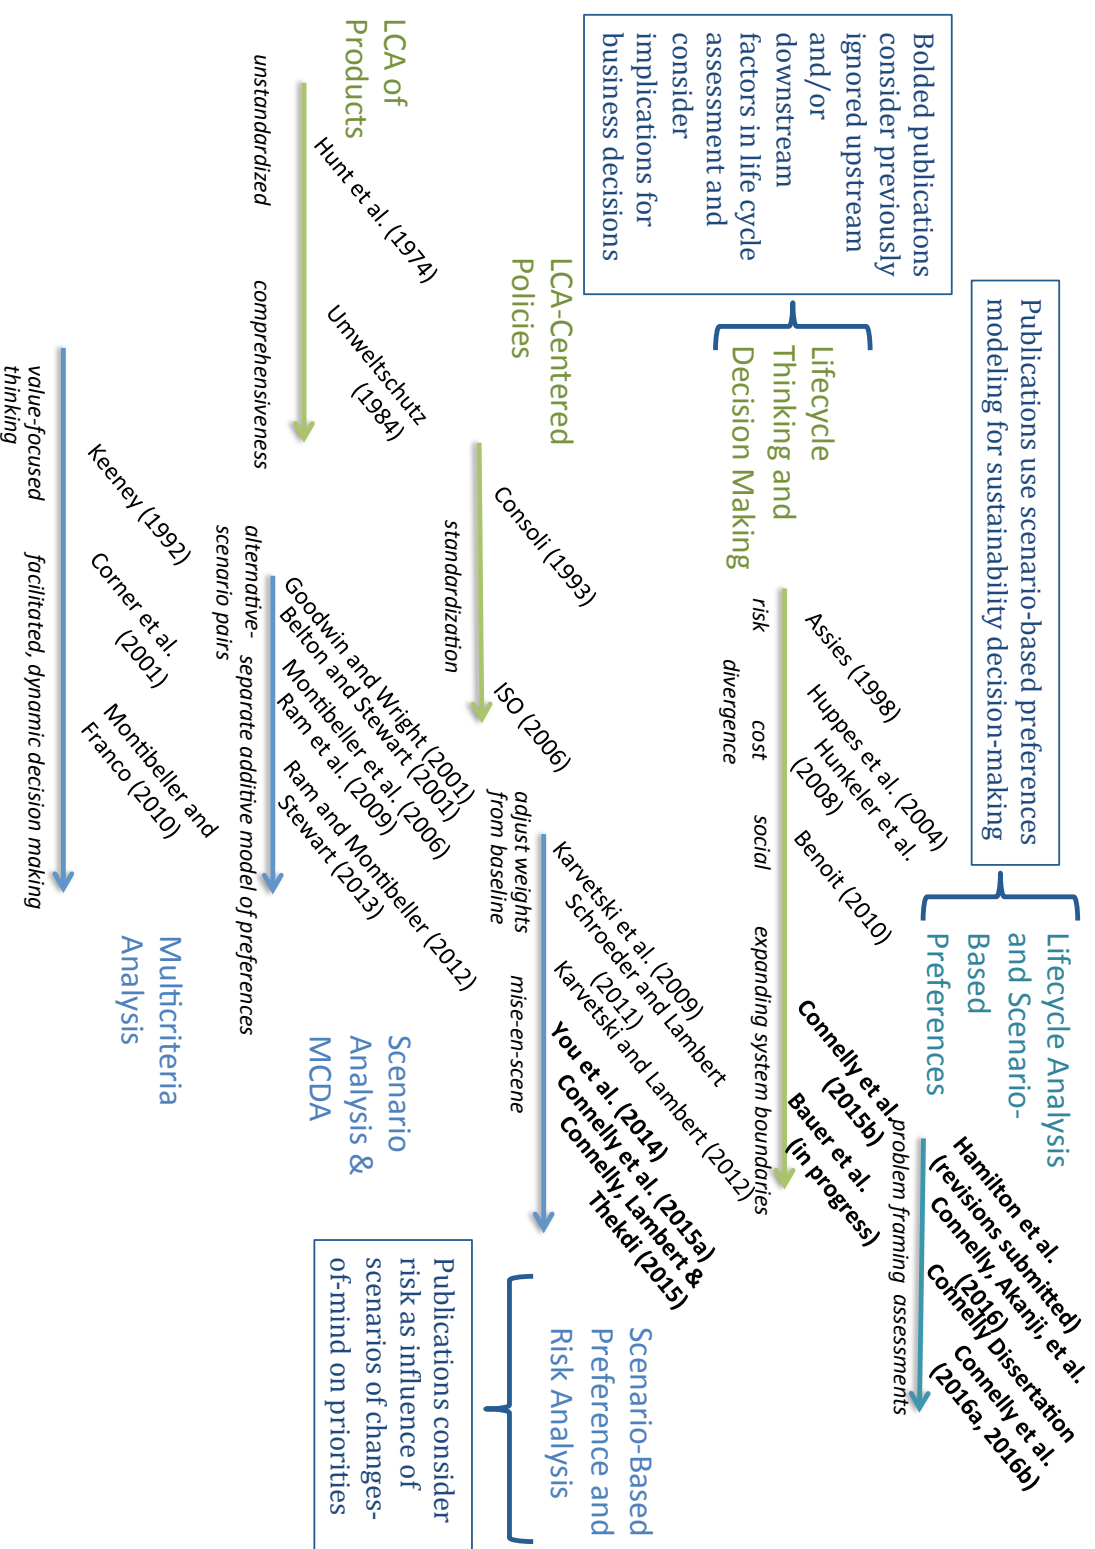 Publications use scenario-based preferences
modeling for sustainability decision-making
Lifecycle Analysis
and Scenario-
Based
Preferences
Hamilton et al.
(revisions submitted)
Connelly, Akanji, et al.
(2016)
Connelly Dissertation
Connelly et al.
(2016a, 2016b)
problem framing
assessments
Bolded publications
consider previously
ignored upstream
and/or
downstream
factors in life cycle
assessment and
consider
implications for
business decisions
Lifecycle
Thinking and
Decision Making
Assies (1998)
Huppes et al. (2004)
Hunkeler et al.
(2008)
Benoit (2010)
Connelly et al.
(2015b)
Bauer et al.
(in progress)
risk
divergence
cost
social
expanding system boundaries
LCA-Centered
Policies
Consoli (1993)
ISO (2006)
standardization
Karvetski et al. (2009)
Schroeder and Lambert
(2011)
Karvetski and Lambert (2012)
You et al. (2014)
Connelly et al. (2015a)
Connelly, Lambert &
Thekdi (2015)
adjust weights
from baseline
mise-en-scene
Scenario-Based
Preference and
Risk Analysis
Publications consider
risk as influence of
scenarios of changes-
of-mind on priorities
LCA of
Products
Hunt et al. (1974)
Umweltschutz
(1984)
unstandardized
comprehensiveness
Goodwin and Wright (2001)
Belton and Stewart (2001)
Montibeller et al. (2006)
Ram et al. (2009)
Ram and Montibeller (2012)
Stewart (2013)
alternative-
scenario pairs
separate additive model of preferences
Scenario
Analysis &
MCDA
Keeney (1992)
Corner et al.
(2001)
Montibeller and
Franco (2010)
value-focused
thinking
facilitated, dynamic decision making
Multicriteria
Analysis